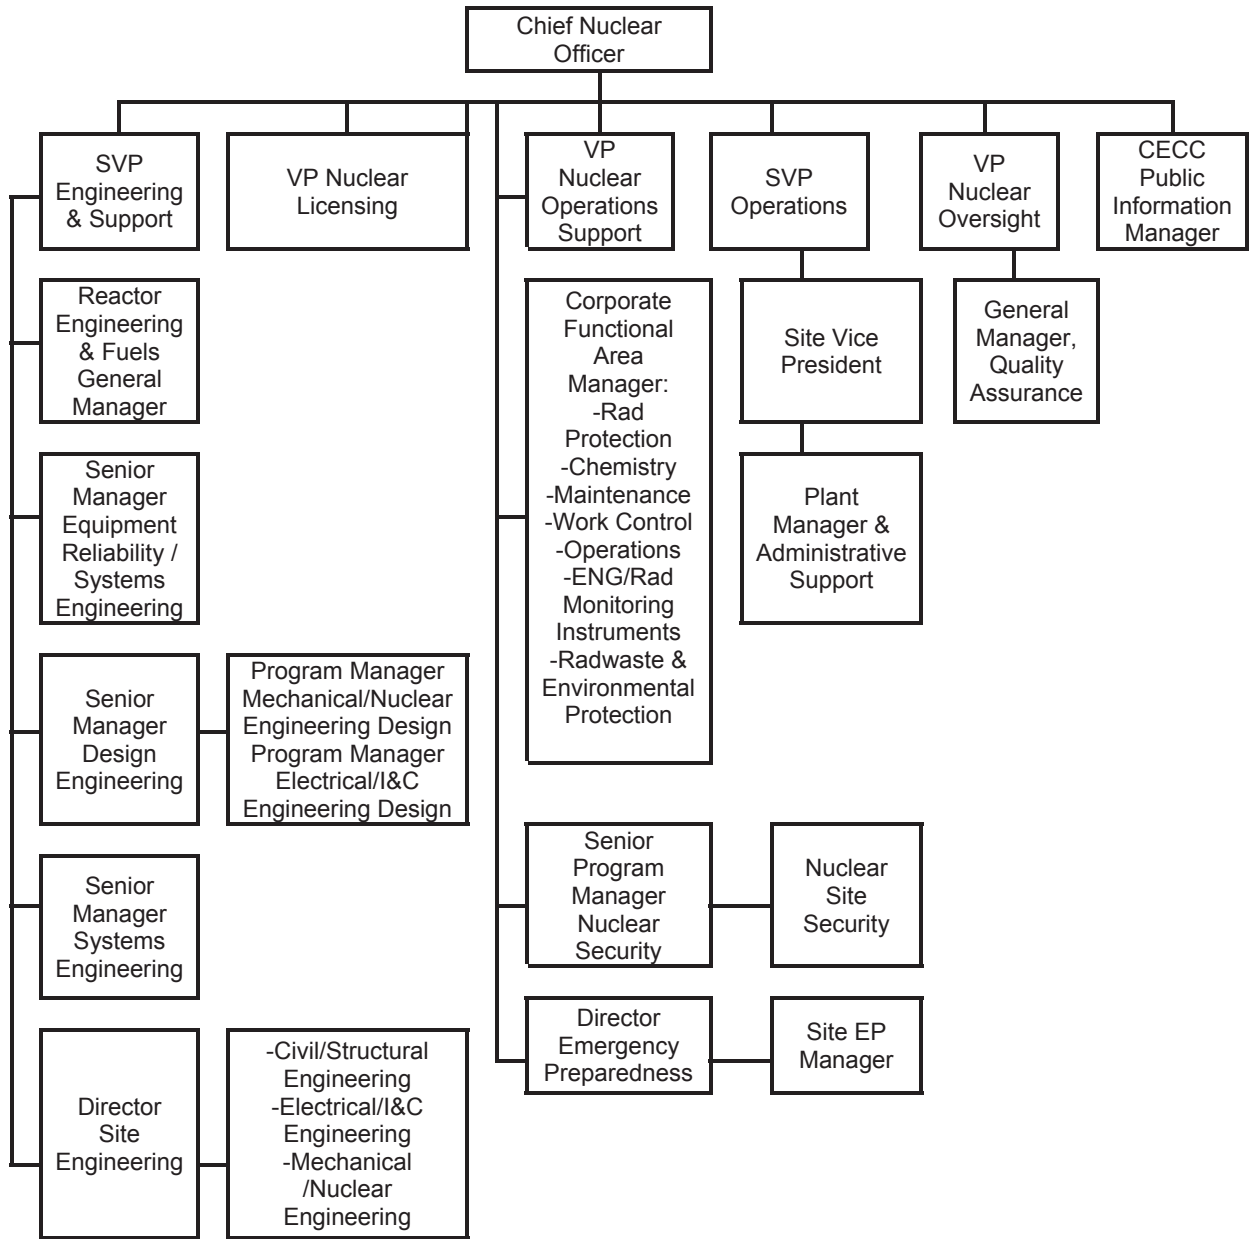 Chief Nuclear
Officer
SVP
Engineering
& Support
VP Nuclear
Licensing
VP
Nuclear
Operations
Support
SVP
Operations
VP
Nuclear
Oversight
CECC
Public
Information
Manager
Reactor
Engineering
& Fuels
General
Manager
Corporate
Functional
Area
Manager:
-Rad
Protection
-Chemistry
-Maintenance
-Work Control
-Operations
-ENG/Rad
Monitoring
Instruments
-Radwaste &
Environmental
Protection
Site Vice
President
General
Manager,
Quality
Assurance
Senior
Manager
Equipment
Reliability /
Systems
Engineering
Plant
Manager &
Administrative
Support
Senior
Manager
Design
Engineering
Program Manager
Mechanical/Nuclear
Engineering Design
Program Manager
Electrical/I&C
Engineering Design
Senior
Manager
Systems
Engineering
Senior
Program
Manager
Nuclear
Security
Nuclear
Site
Security
Director
Site
Engineering
-Civil/Structural
Engineering
-Electrical/I&C
Engineering
-Mechanical
/Nuclear
Engineering
Director
Emergency
Preparedness
Site EP
Manager